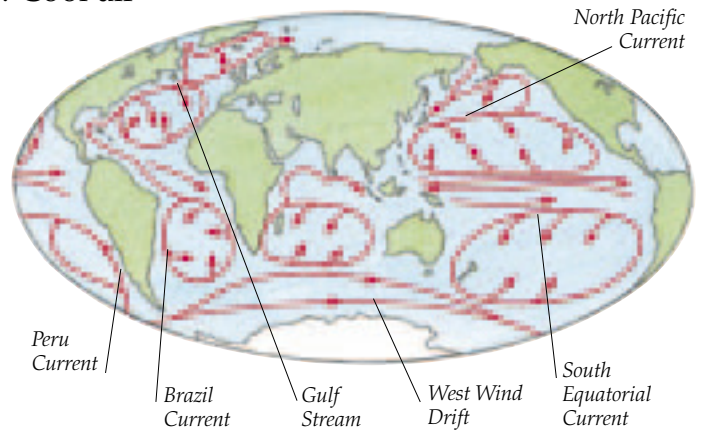 North Pacific
Current
Peru
Current
Brazil
Current
Gulf
Stream
West Wind
Drift
South
Equatorial
Current